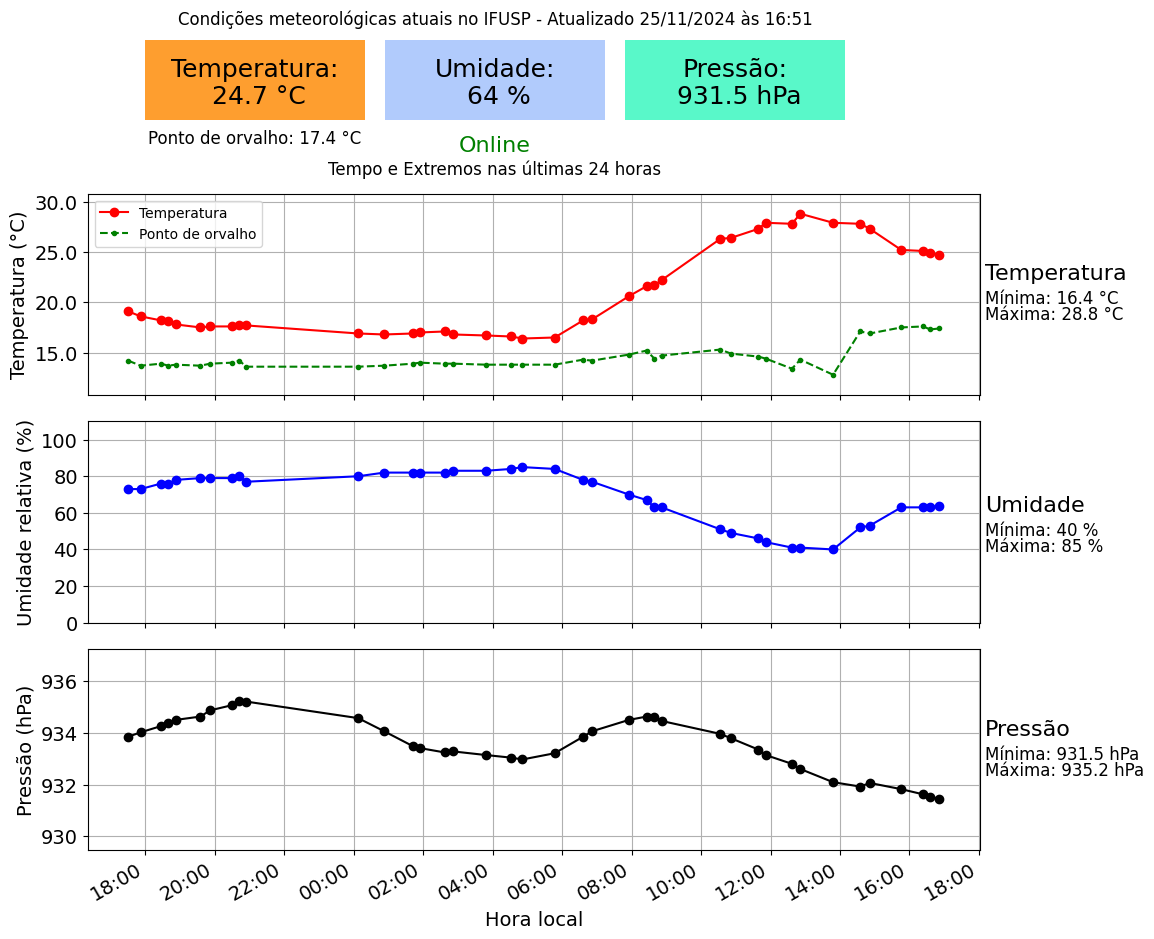 Condições meteorológicas atuais no IFUSP - Atualizado 25/11/2024 às 16:51
Temperatura:
24.7 °C
Umidade:
64 %
Pressão:
931.5 hPa
Ponto de orvalho: 17.4 °C
Online
Tempo e Extremos nas últimas 24 horas
Temperatura (°C)
30.0
25.0
20.0
15.0
Temperatura
Ponto de orvalho
Temperatura
Mínima: 16.4 °C
Máxima: 28.8 °C
Umidade relativa (%)
100
80
60
40
20
0
Umidade
Mínima: 40 %
Máxima: 85 %
Pressão (hPa)
936
934
932
930
Pressão
Mínima: 931.5 hPa
Máxima: 935.2 hPa
18:00
20:00
22:00
00:00
02:00
04:00
06:00
08:00
10:00
12:00
14:00
16:00
18:00
Hora local